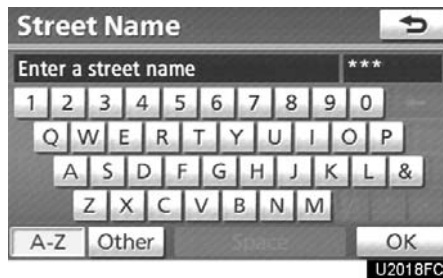 Street Name
Enter a street name ***
1 2 3 4 5 6 7 8 9 0
Q W E R T Y U I O P
A S D F G H J K L &
Z X C V B N M
A-Z Other Space OK
U2018FC